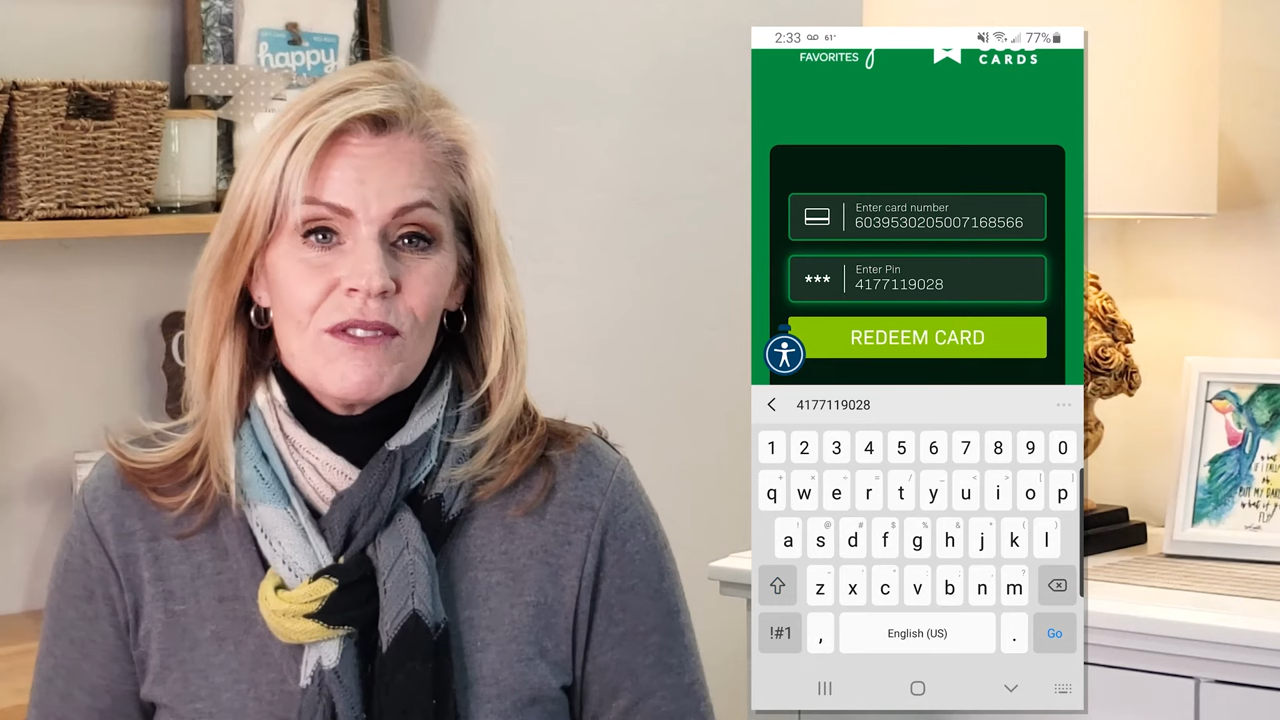 happy
2:33 61° 77%
FAVORITES
CARDS
Enter card number
6039530205007168566
*** Enter Pin
4177119028
REDEEM CARD
4177119028
1 2 3 4 5 6 7 8 9 0
q w e r t y u i o p
a s d f g h j k l
z x c v b n m
!#1 , English (US) . Go